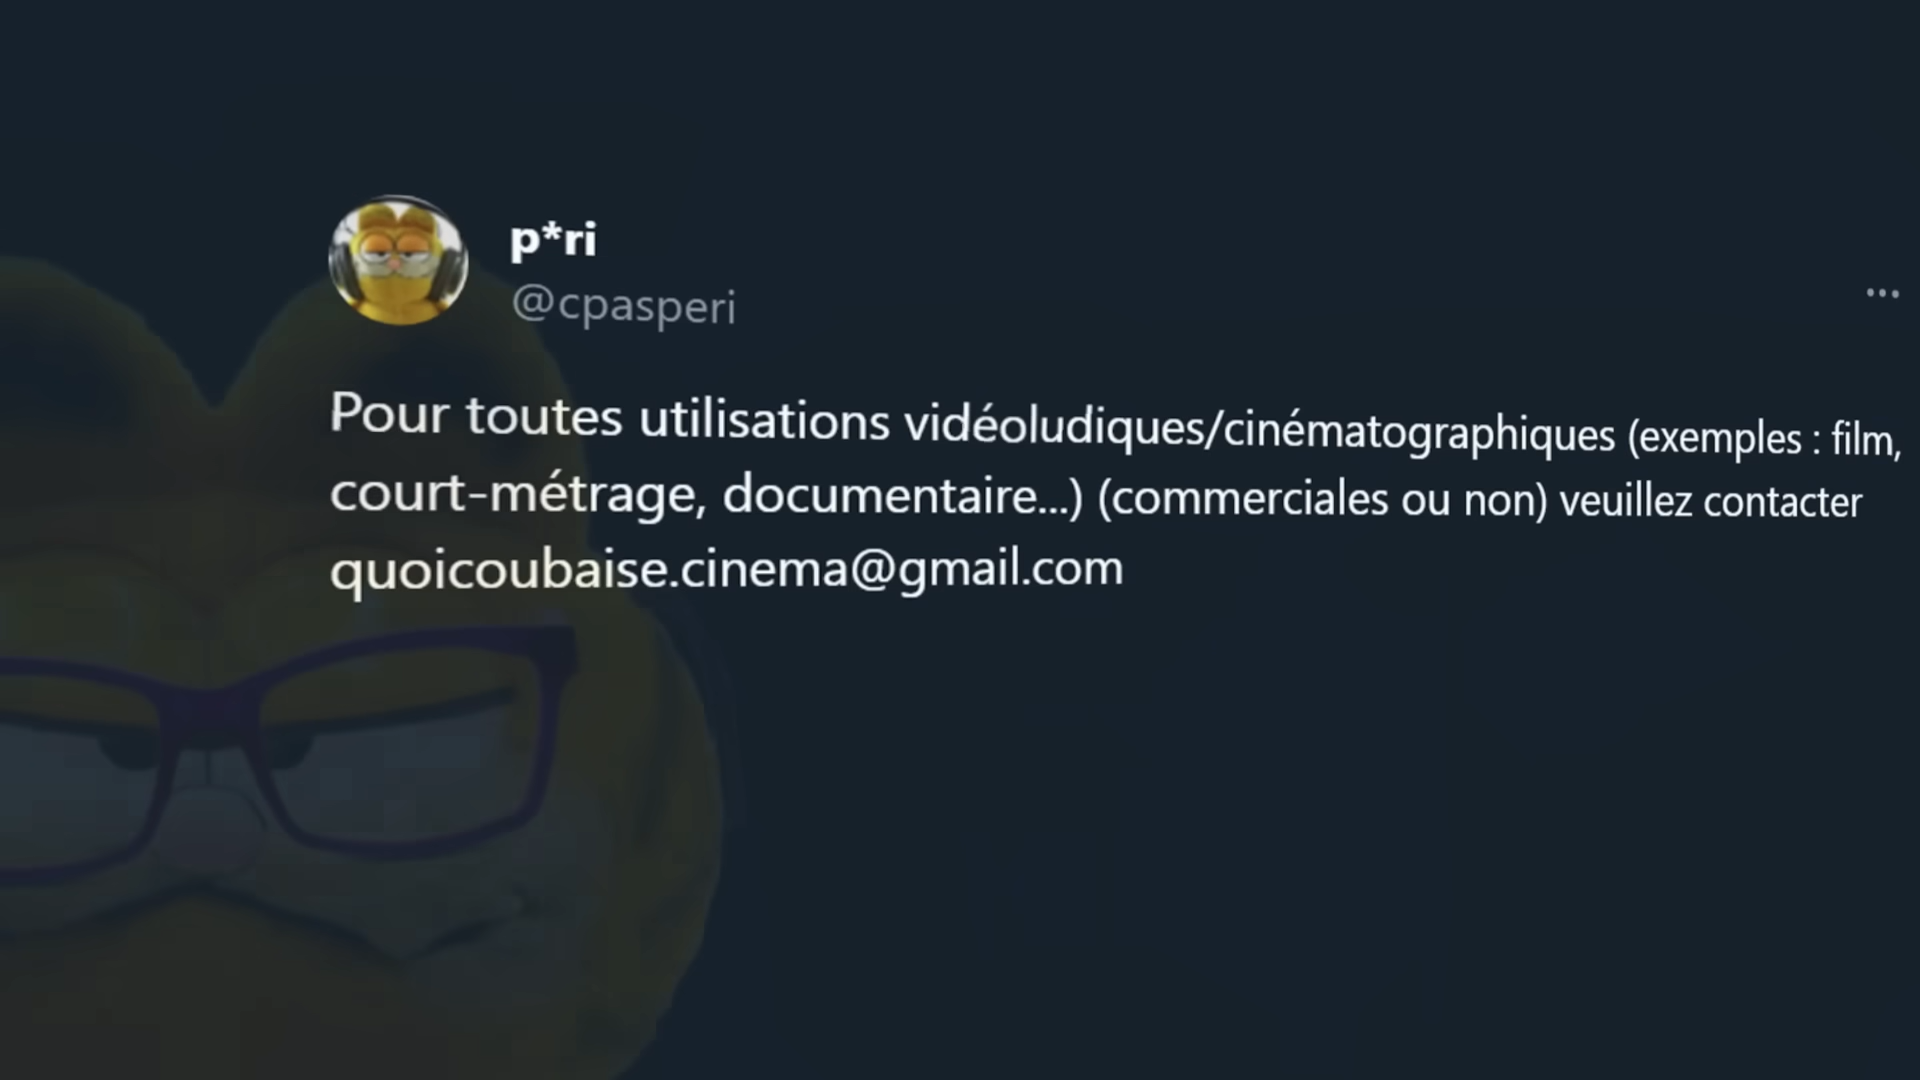 p*ri
@cpasperi
...
Pour toutes utilisations vidéoludiques/cinématographiques (exemples : film,
court-métrage, documentaire...) (commerciales ou non) veuillez contacter
quoicoubaise.cinema@gmail.com